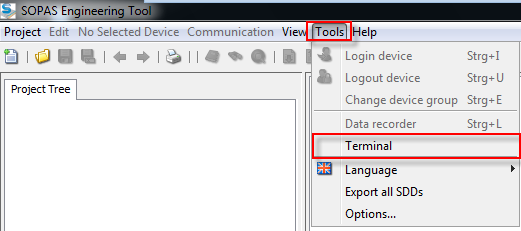 SOPAS Engineering Tool
Project Edit No Selected Device Communication View Tools Help
Project Tree
Login device Strg+I
Logout device Strg+U
Change device group Strg+E
Data recorder Strg+L
Terminal
Language
Export all SDDs
Options...